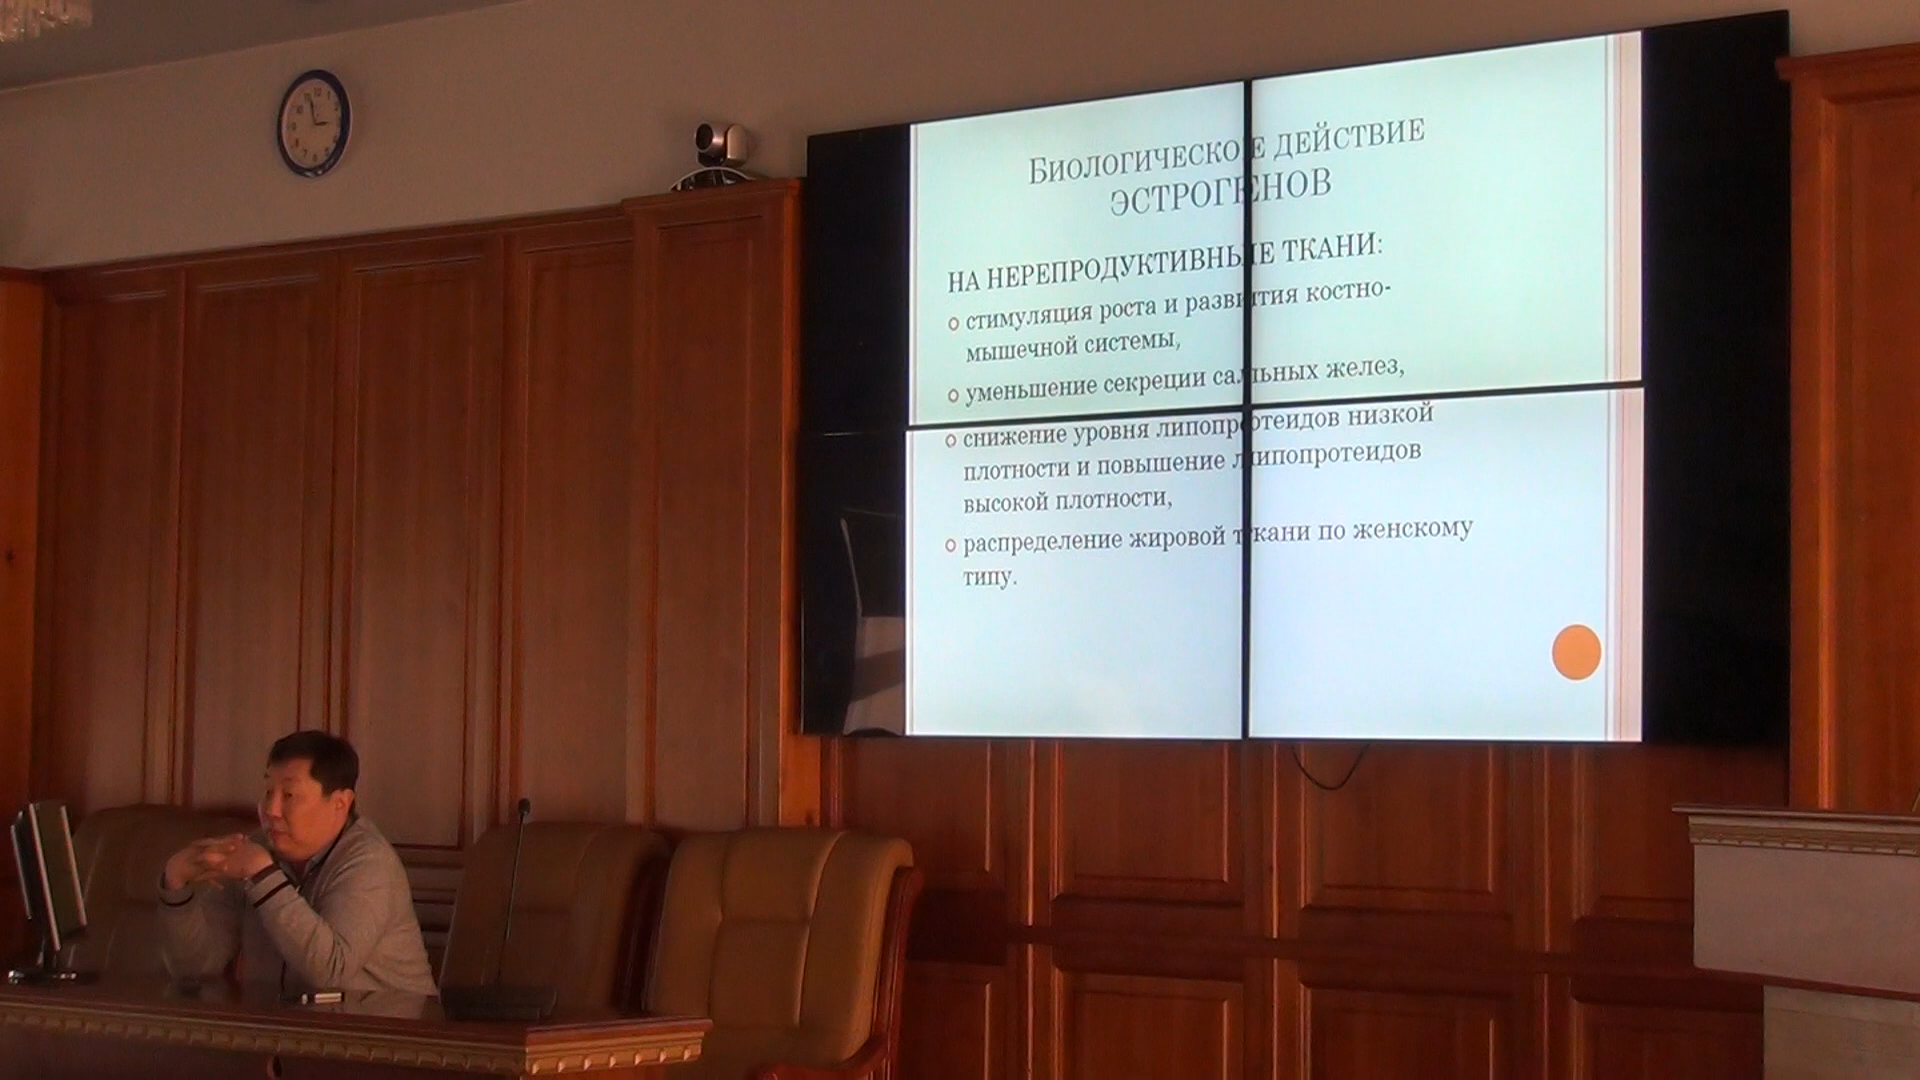 Биологическое действие
эстрогенов
на нерепродуктивные ткани:
стимуляция роста и развития костно-
мышечной системы,
уменьшение секреции сальных желез,
снижение уровня липопротеидов низкой
плотности и повышение липопротеидов
высокой плотности,
распределение жировой ткани по женскому
типу.